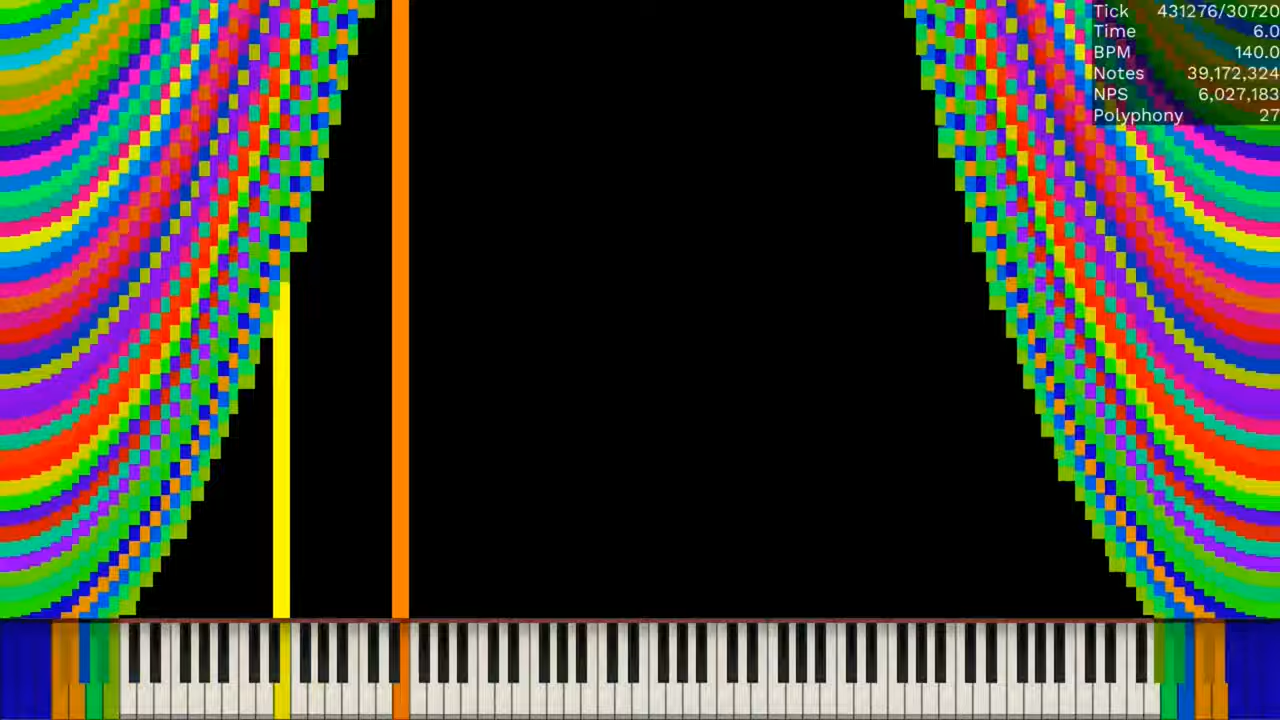 Tick 431276/30720
Time 6.0
BPM 140.0
Notes 39,172,324
NPS 6,027,183
Polyphony 27